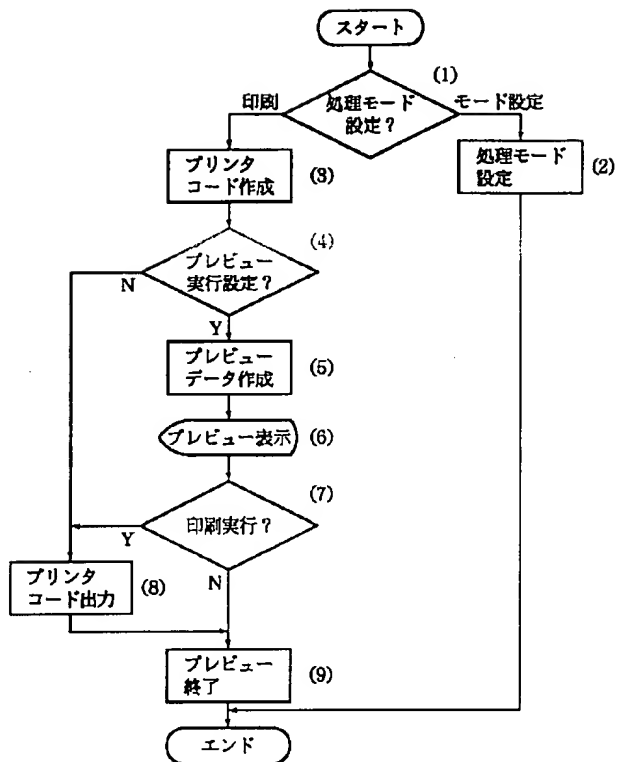 スタート
(1)
印刷
処理モード
設定?
モード設定
処理モード
設定
(2)
プリンタ
コード作成
(3)
(4)
プレビュー
実行設定?
N
Y
プレビュー
データ作成
(5)
プレビュー表示
(6)
(7)
印刷実行?
Y
N
プリンタ
コード出力
(8)
プレビュー
終了
(9)
エンド